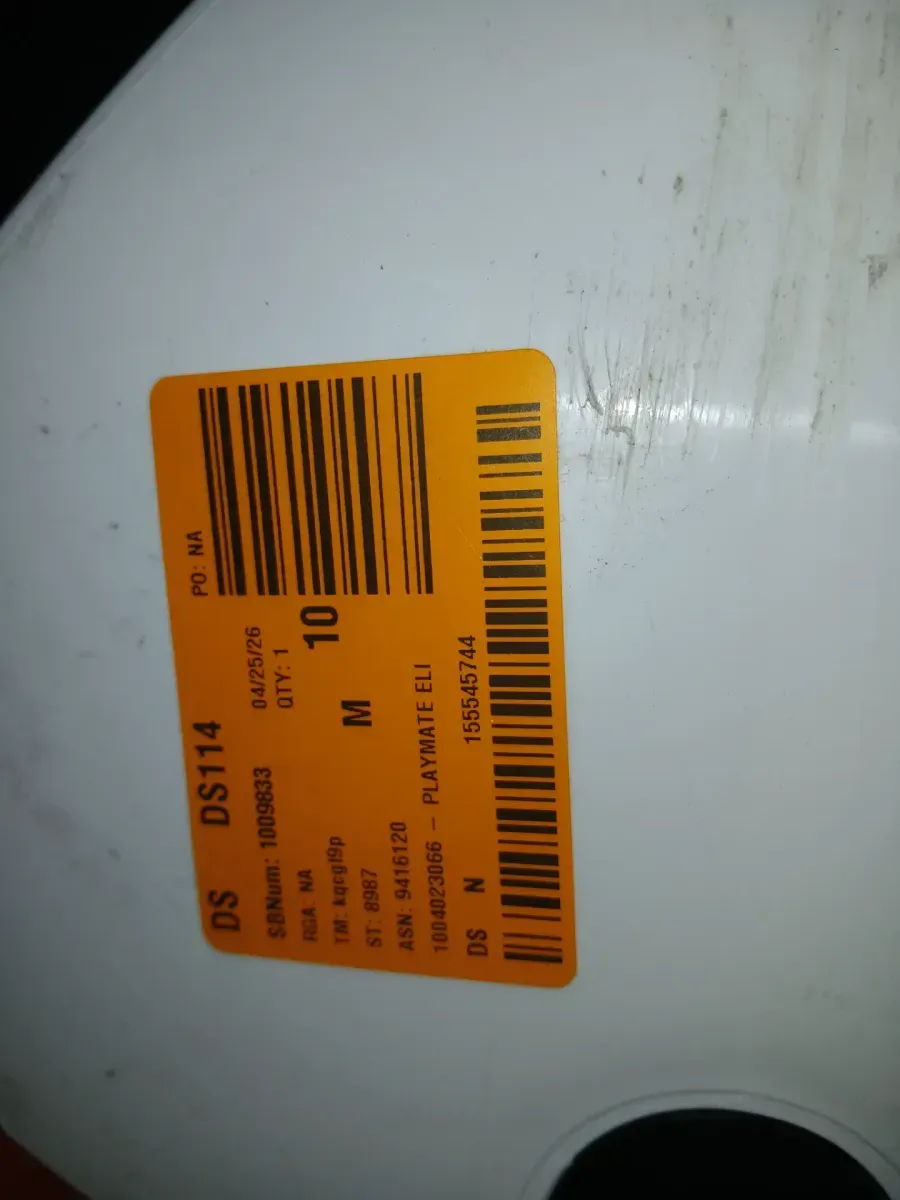 DS DS114 PO: NA
SBNum: 1009833 04/25/26
RGA: NA QTY: 1
TM: kqcgl9p 10
ST: 8987 M
ASN: 9416120
1004023066 – PLAYMATE ELI
DS N 155545744